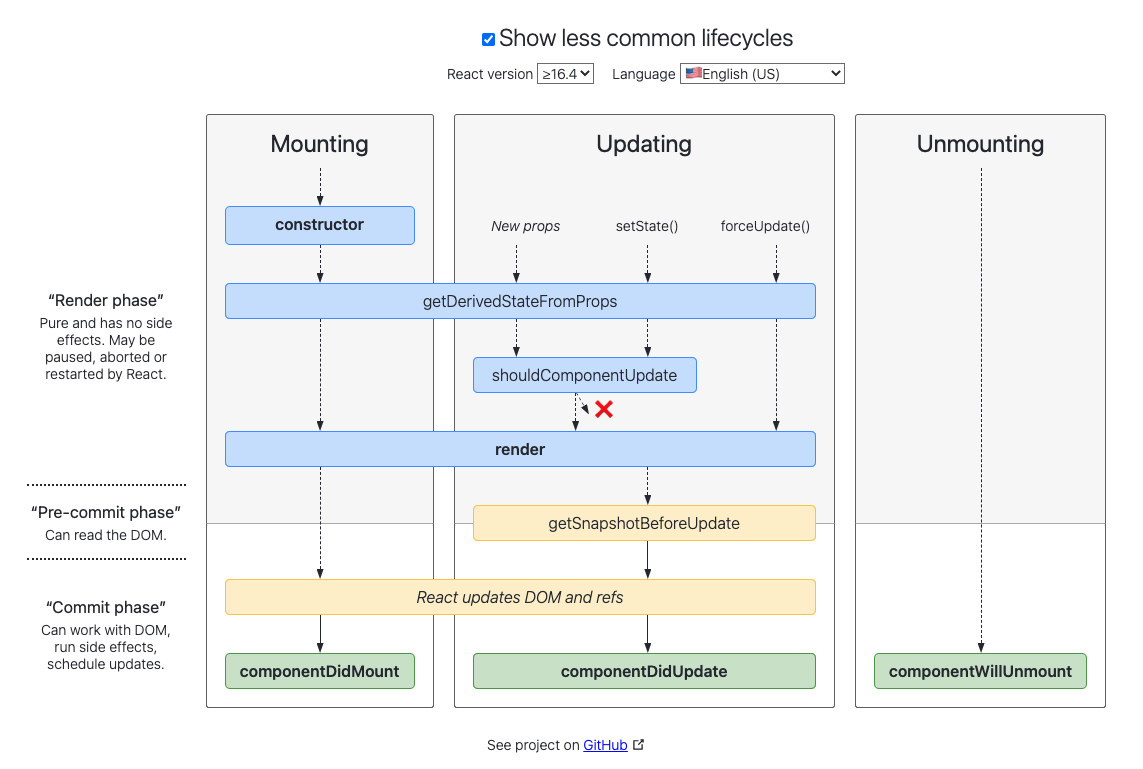 Show less common lifecycles
React version ≥16.4 Language 🇺🇸English (US)
Mounting
Updating
Unmounting
constructor
New props
setState()
forceUpdate()
“Render phase”
Pure and has no side
effects. May be
paused, aborted or
restarted by React.
getDerivedStateFromProps
shouldComponentUpdate
render
“Pre-commit phase”
Can read the DOM.
getSnapshotBeforeUpdate
“Commit phase”
Can work with DOM,
run side effects,
schedule updates.
React updates DOM and refs
componentDidMount
componentDidUpdate
componentWillUnmount
See project on GitHub